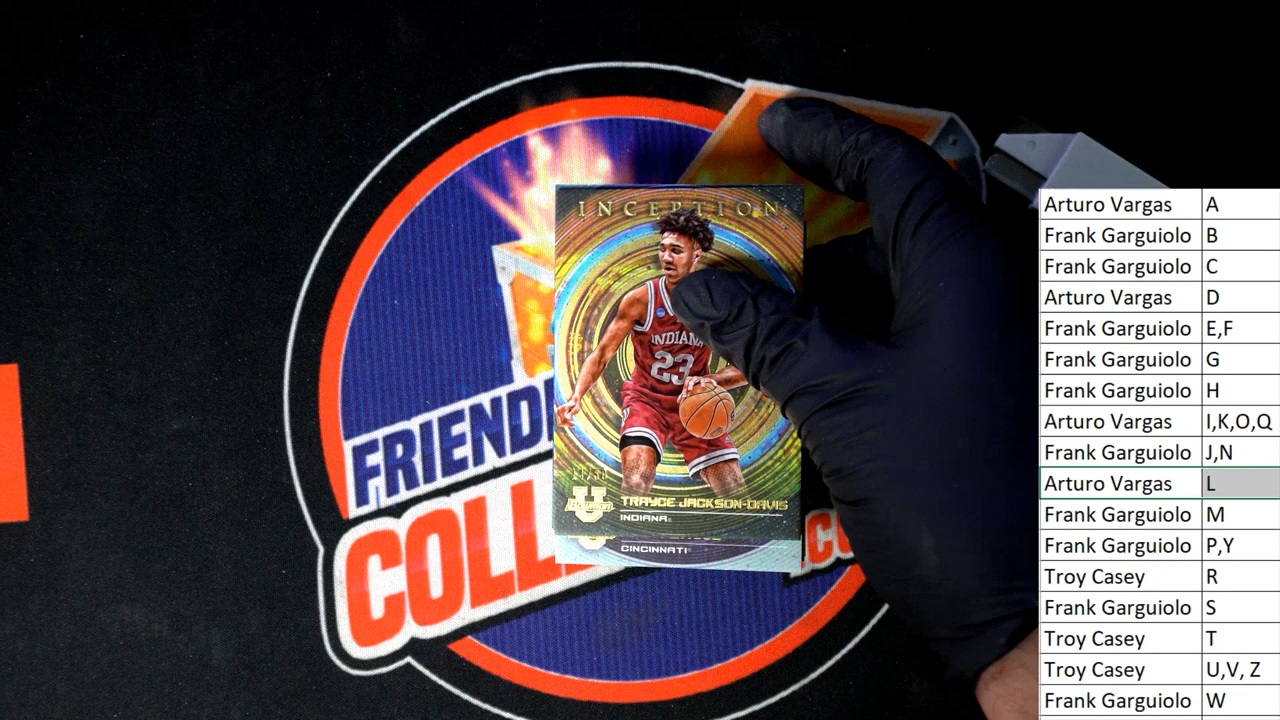 INCEPTION
INDIANA
23
BOWMAN
U
TRAYCE JACKSON-DAVIS
INDIANA
CINCINNATI
FRIEND
COLL
.CO
Arturo Vargas A
Frank Garguiolo B
Frank Garguiolo C
Arturo Vargas D
Frank Garguiolo E,F
Frank Garguiolo G
Frank Garguiolo H
Arturo Vargas I,K,O,Q
Frank Garguiolo J,N
Arturo Vargas L
Frank Garguiolo M
Frank Garguiolo P,Y
Troy Casey R
Frank Garguiolo S
Troy Casey T
Troy Casey U,V, Z
Frank Garguiolo W